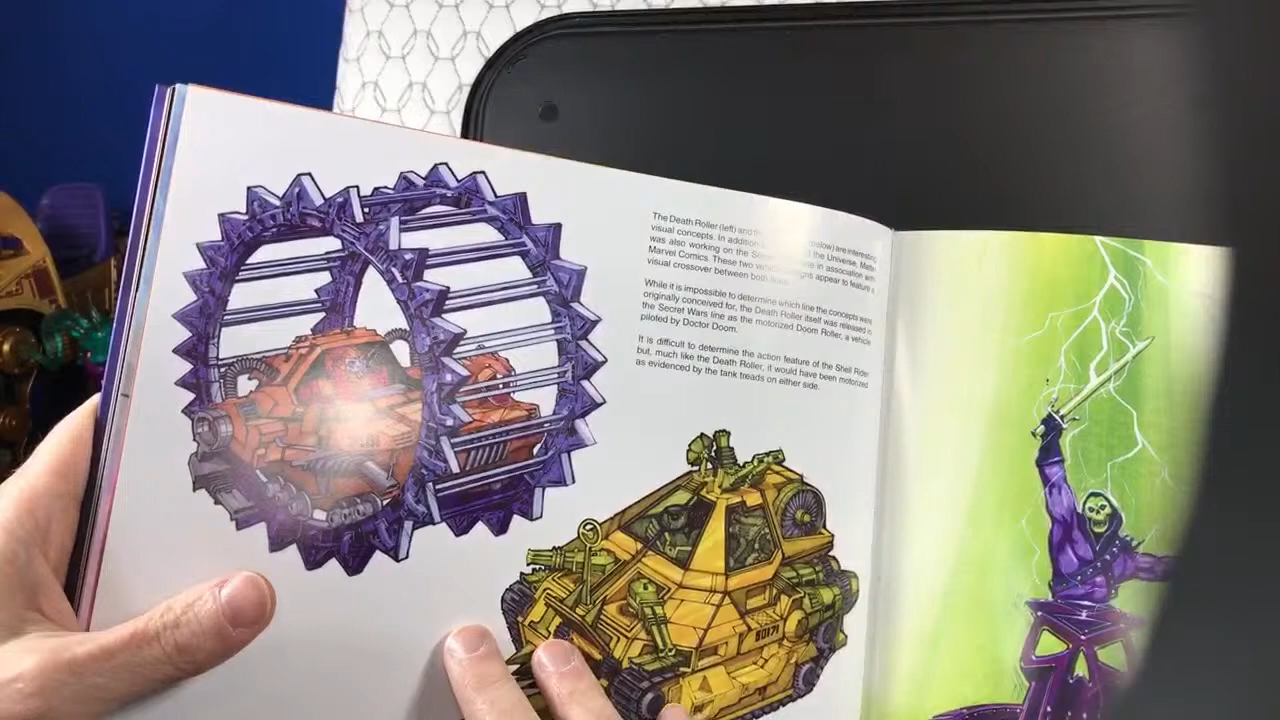 The Death Roller (left) and the below) are interesting
visual concepts. In addition the Universe, Mattel
was also working on the Secret in association with
Marvel Comics. These two appear to feature a
visual crossover between both
While it is impossible to determine which line the concepts were
originally conceived for, the Death Roller itself was released in
the Secret Wars line as the motorized Doom Roller, a vehicle
piloted by Doctor Doom.
It is difficult to determine the action feature of the Shell Rider
but, much like the Death Roller, it would have been motorized
as evidenced by the tank treads on either side.
80171